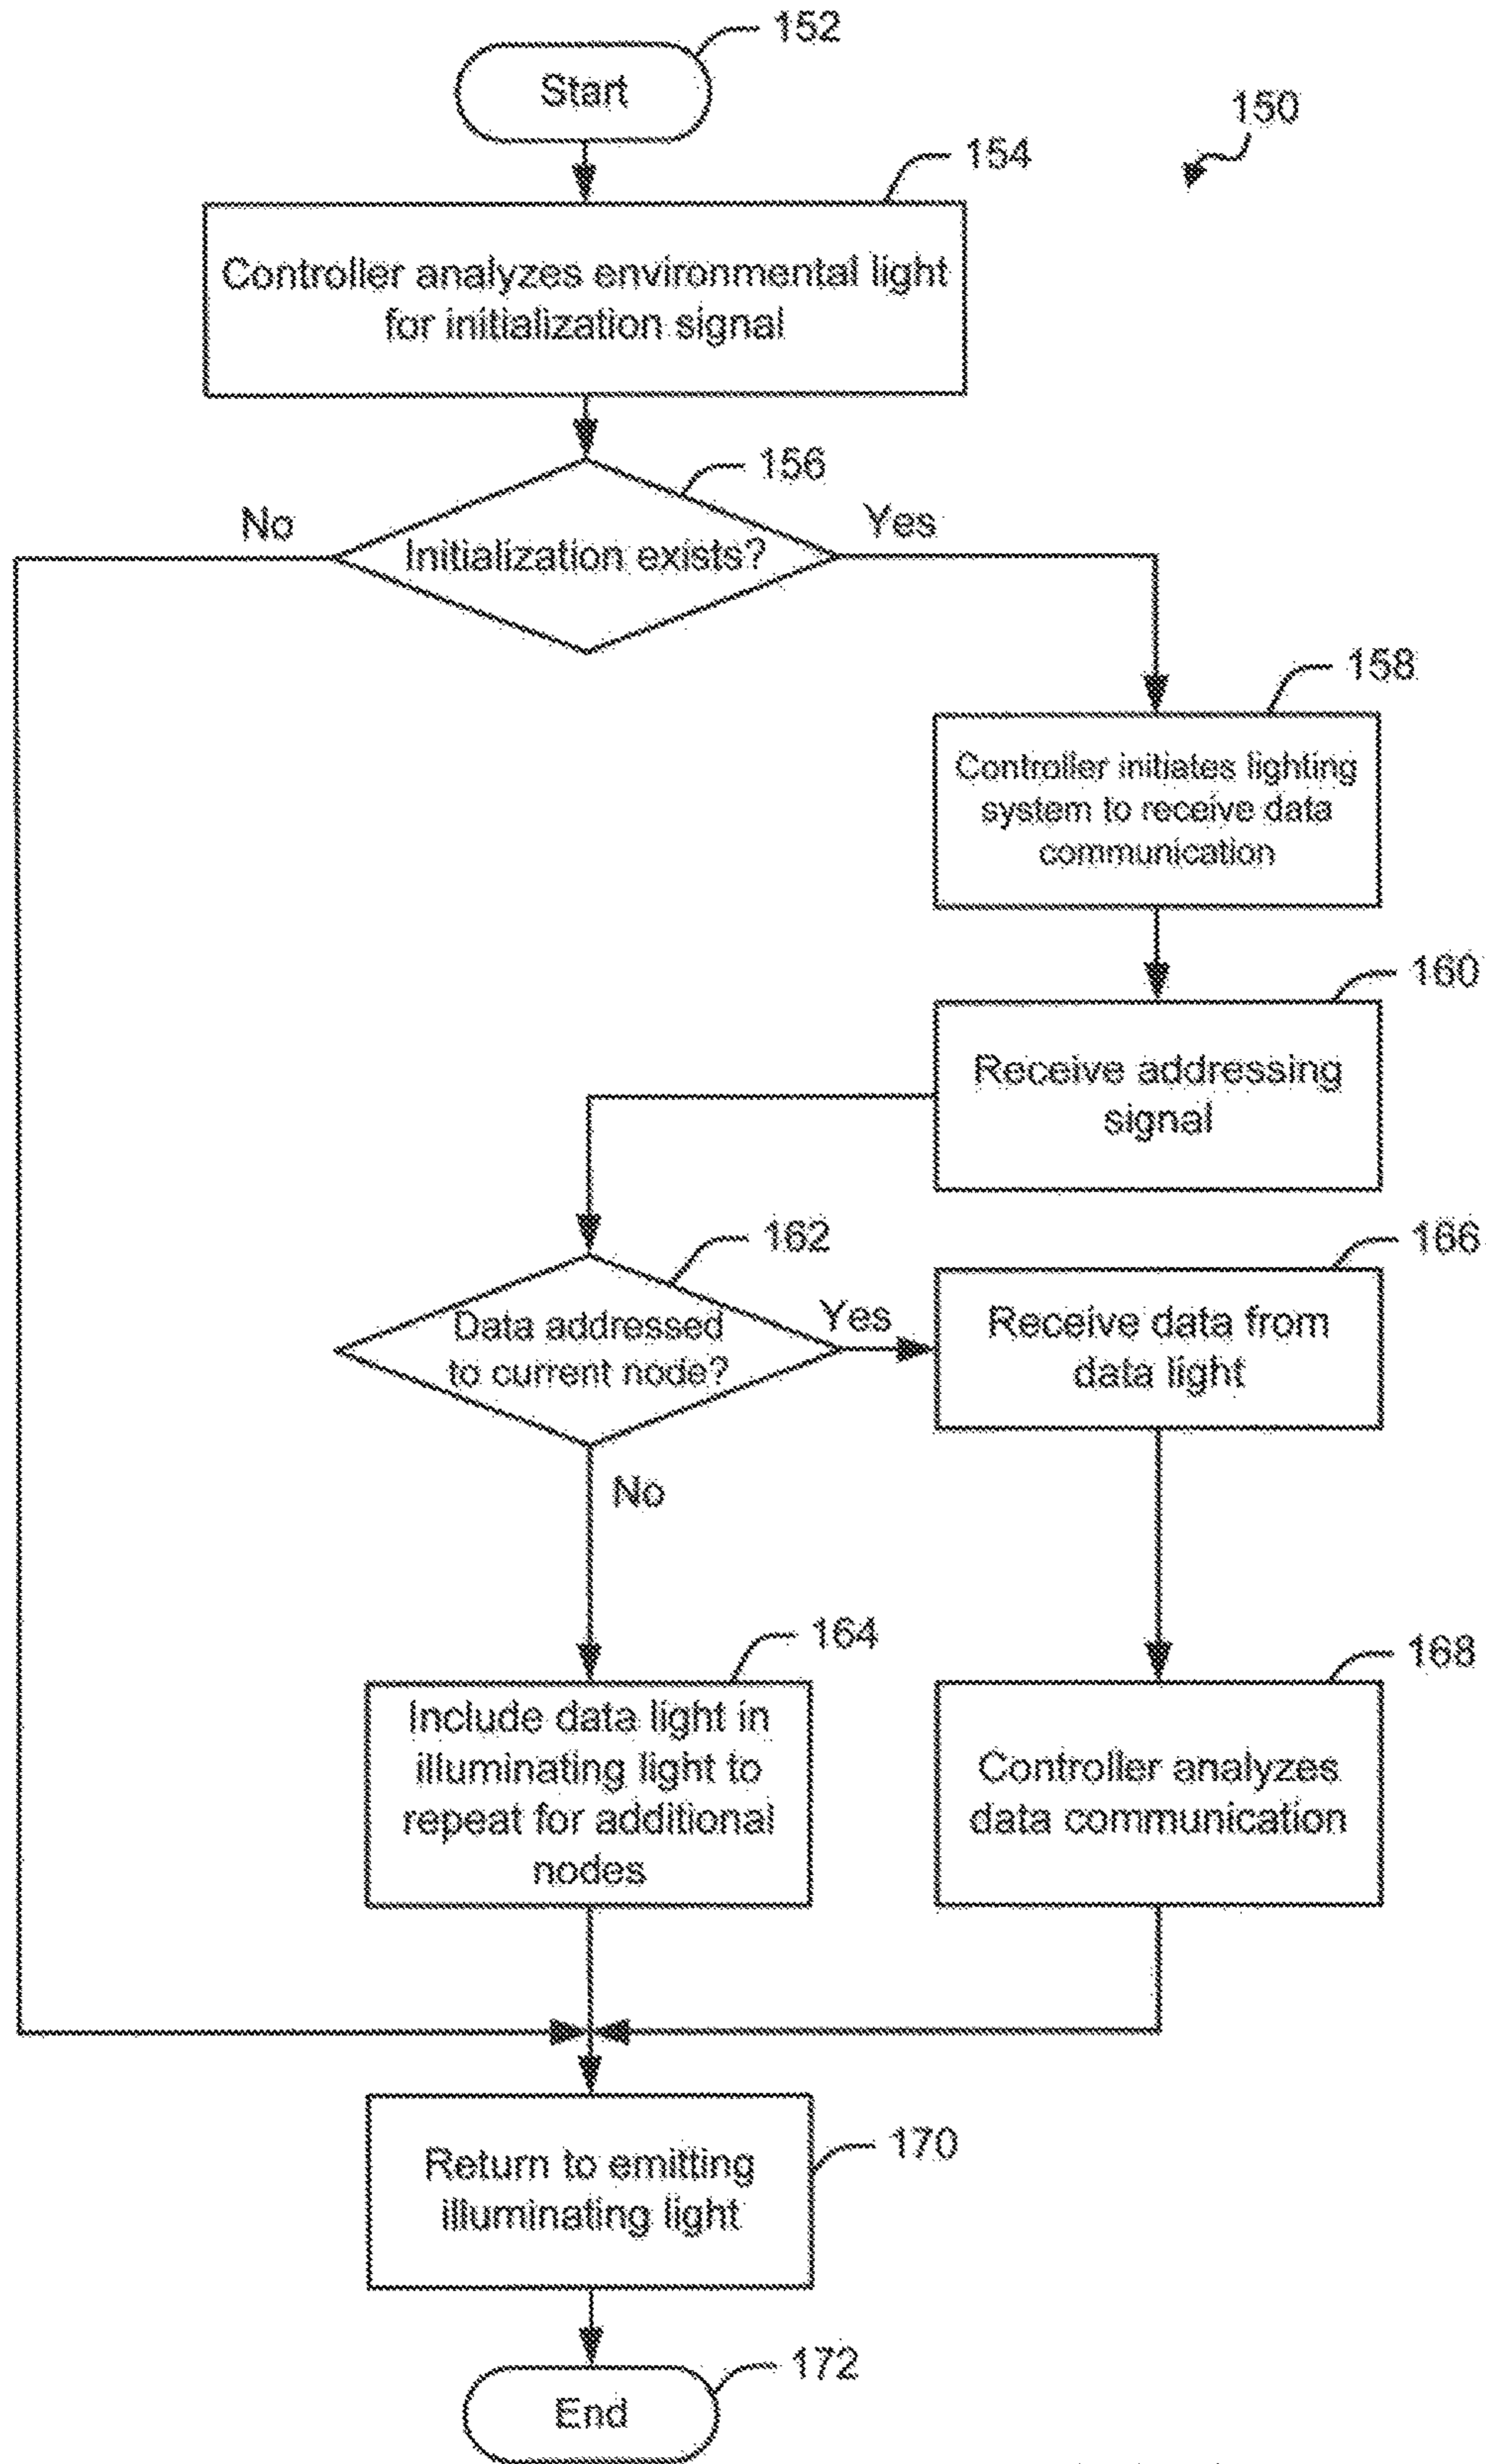 152
Start
150
154
Controller analyzes environmental light
for initialization signal
156
No
Yes
Initialization exists?
158
Controller initiates lighting
system to receive data
communication
160
Receive addressing
signal
162
166
Data addressed
to current node?
Yes
Receive data from
data light
No
164
168
Include data light in
illuminating light to
repeat for additional
nodes
Controller analyzes
data communication
170
Return to emitting
illuminating light
172
End